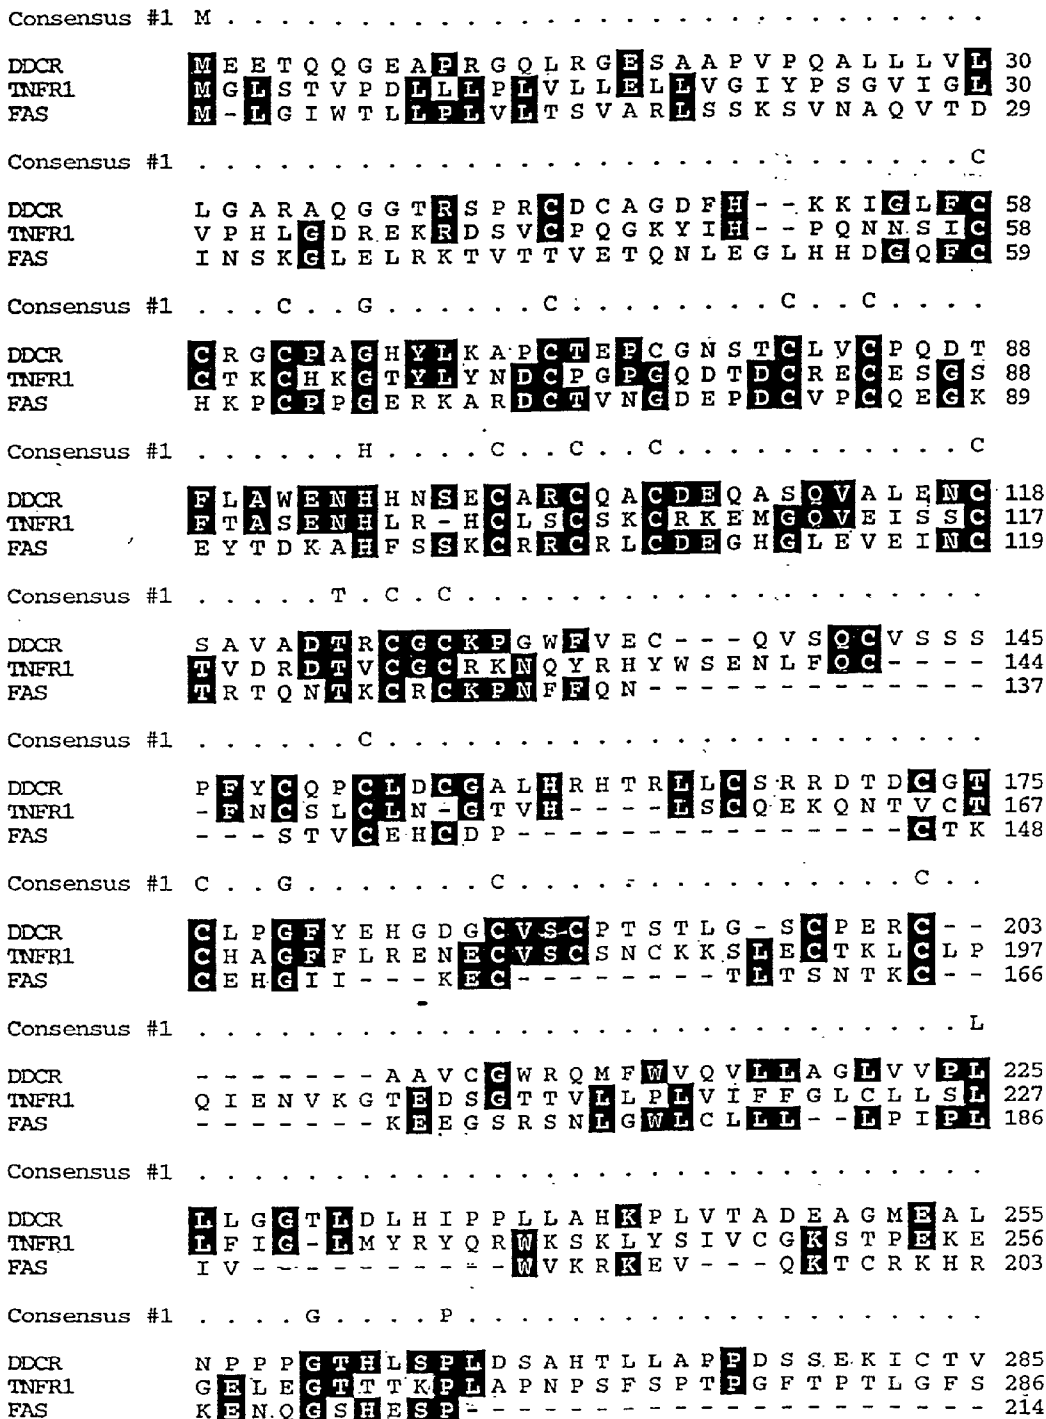 Consensus #1 M . . . . . . . . . . . . . . . . . . . . . . . . . . . . .
DDCR M E E T Q Q G E A P R G Q L R G E S A A P V P Q A L L L V L 30
TNFR1 M G L S T V P D L L L P L V L L E L L V G I Y P S G V I G L 30
FAS M - L G I W T L L P L V L T S V A R L S S K S V N A Q V T D 29
Consensus #1 . . . . . . . . . . . . . . . . . . . . . . . . . . . . . C
DDCR L G A R A Q G G T R S P R C D C A G D F H - - K K I G L F C 58
TNFR1 V P H L G D R E K R D S V C P Q G K Y I H - - P Q N N S I C 58
FAS I N S K G L E L R K T V T T V E T Q N L E G L H H D G Q F C 59
Consensus #1 . . . C . . G . . . . . . C . . . . . . . . C . . C . . . .
DDCR C R G C P A G H Y L K A P C T E P C G N S T C L V C P Q D T 88
TNFR1 C T K C H K G T Y L Y N D C P G P G Q D T D C R E C E S G S 88
FAS H K P C P P G E R K A R D C T V N G D E P D C V P C Q E G K 89
Consensus #1 . . . . . . H . . . . C . . C . . C . . . . . . . . . . . C
DDCR F L A W E N H H N S E C A R C Q A C D E Q A S Q V A L E N C 118
TNFR1 F T A S E N H L R - H C L S C S K C R K E M G Q V E I S S C 117
FAS E Y T D K A H F S S K C R R C R L C D E G H G L E V E I N C 119
Consensus #1 . . . . . T . C . C . . . . . . . . . . . . . . . . . . . .
DDCR S A V A D T R C G C K P G W F V E C - - - Q V S Q C V S S S 145
TNFR1 T V D R D T V C G C R K N Q Y R H Y W S E N L F Q C - - - - 144
FAS T R T Q N T K C R C K P N F F Q N - - - - - - - - - - - - - 137
Consensus #1 . . . . . . C . . . . . . . . . . . . . . . . . . . . . . .
DDCR P F Y C Q P C L D C G A L H R H T R L L C S R R D T D C G T 175
TNFR1 - F N C S L C L N - G T V H - - - - L S C Q E K Q N T V C T 167
FAS - - - S T V C E H C D P - - - - - - - - - - - - - - - C T K 148
Consensus #1 C . . G . . . . . . . C . . . . . . . . . . . . . . . C . .
DDCR C L P G F Y E H G D G C V S C P T S T L G - S C P E R C - - 203
TNFR1 C H A G F F L R E N E C V S C S N C K K S L E C T K L C L P 197
FAS C E H G I I - - - K E C - - - - - - - - T L T S N T K C - - 166
Consensus #1 . . . . . . . . . . . . . . . . . . . . . . . . . . . . . L
DDCR - - - - - - - A A V C G W R Q M F W V Q V L L A G L V V P L 225
TNFR1 Q I E N V K G T E D S G T T V L L P L V I F F G L C L L S L 227
FAS - - - - - - - K E E G S R S N L G W L C L L L - - L P I P L 186
Consensus #1 . . . . . . . . . . . . . . . . . . . . . . . . . . . . . .
DDCR L L G G T L D L H I P P L L A H K P L V T A D E A G M E A L 255
TNFR1 L F I G - L M Y R Y Q R W K S K L Y S I V C G K S T P E K E 256
FAS I V - - - - - - - - - - W V K R K E V - - - Q K T C R K H R 203
Consensus #1 . . . . G . . . . P . . . . . . . . . . . . . . . . . . . .
DDCR N P P P G T H L S P L D S A H T L L A P P D S S E K I C T V 285
TNFR1 G E L E G T T T K P L A P N P S F S P T P G F T P T L G F S 286
FAS K E N Q G S H E S P - - - - - - - - - - - - - - - - - - - - 214